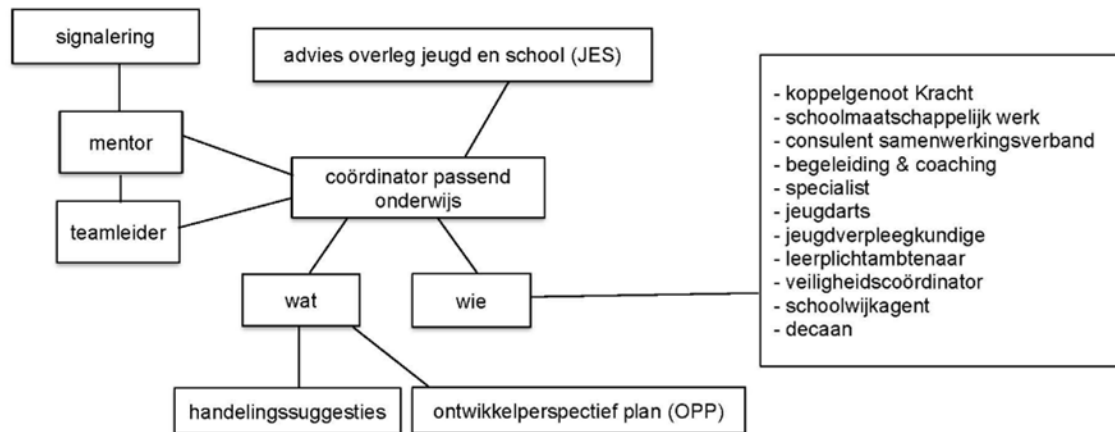 signalering
advies overleg jeugd en school (JES)
- koppelgenoot Kracht
- schoolmaatschappelijk werk
- consulent samenwerkingsverband
- begeleiding & coaching
- specialist
- jeugdarts
- jeugdverpleegkundige
- leerplichtambtenaar
- veiligheidscoördinator
- schoolwijkagent
- decaan
mentor
coördinator passend
onderwijs
teamleider
wat
wie
handelingssuggesties
ontwikkelperspectief plan (OPP)